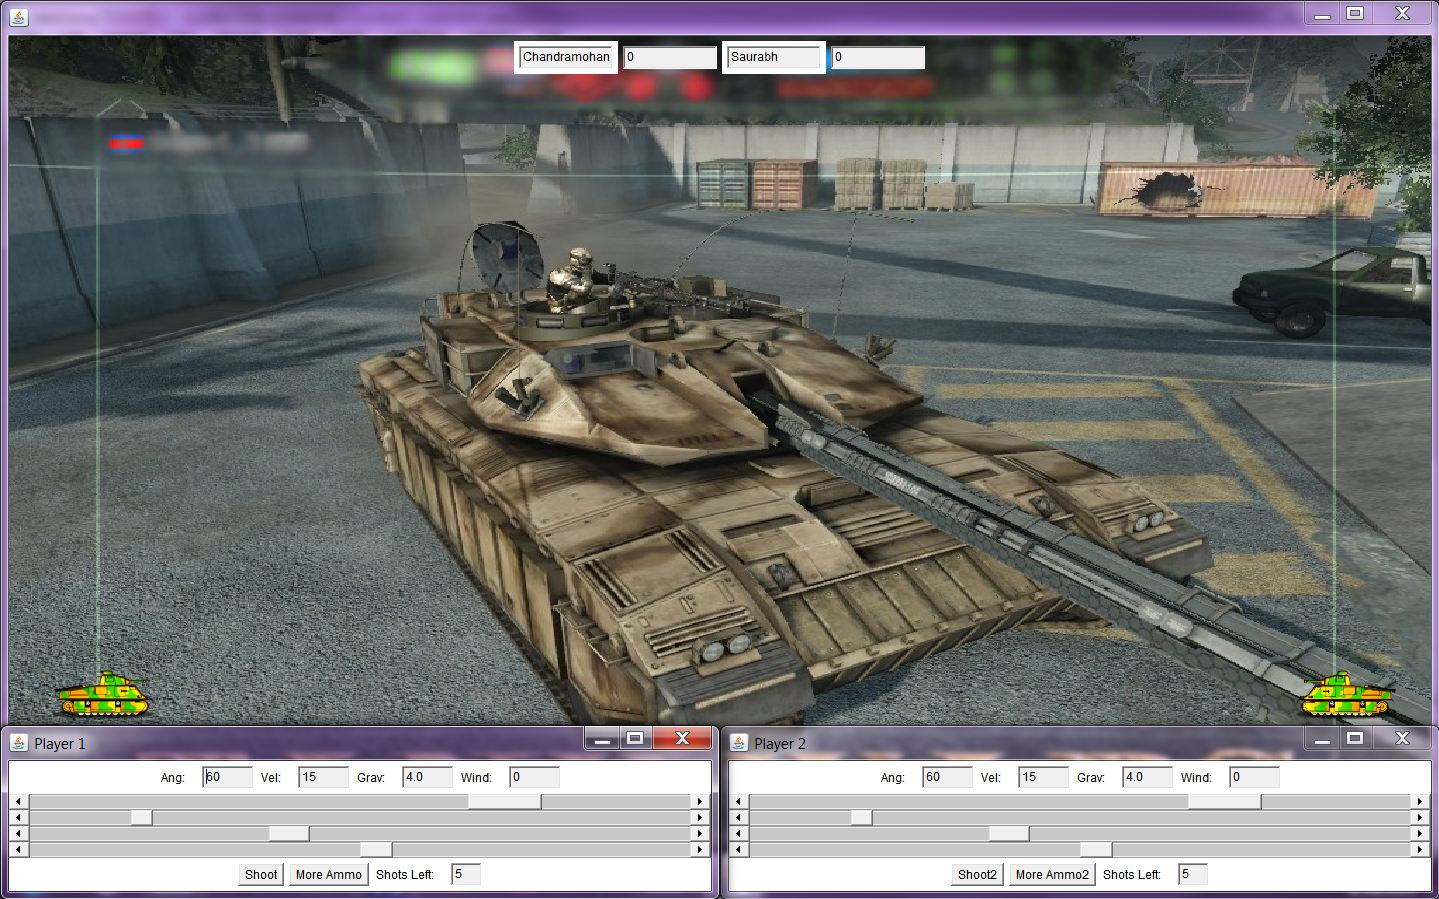 Chandramohan 0 Saurabh 0
Player 1
Ang: 60 Vel: 15 Grav: 4.0 Wind: 0
Shoot More Ammo Shots Left: 5
Player 2
Ang: 60 Vel: 15 Grav: 4.0 Wind: 0
Shoot2 More Ammo2 Shots Left: 5